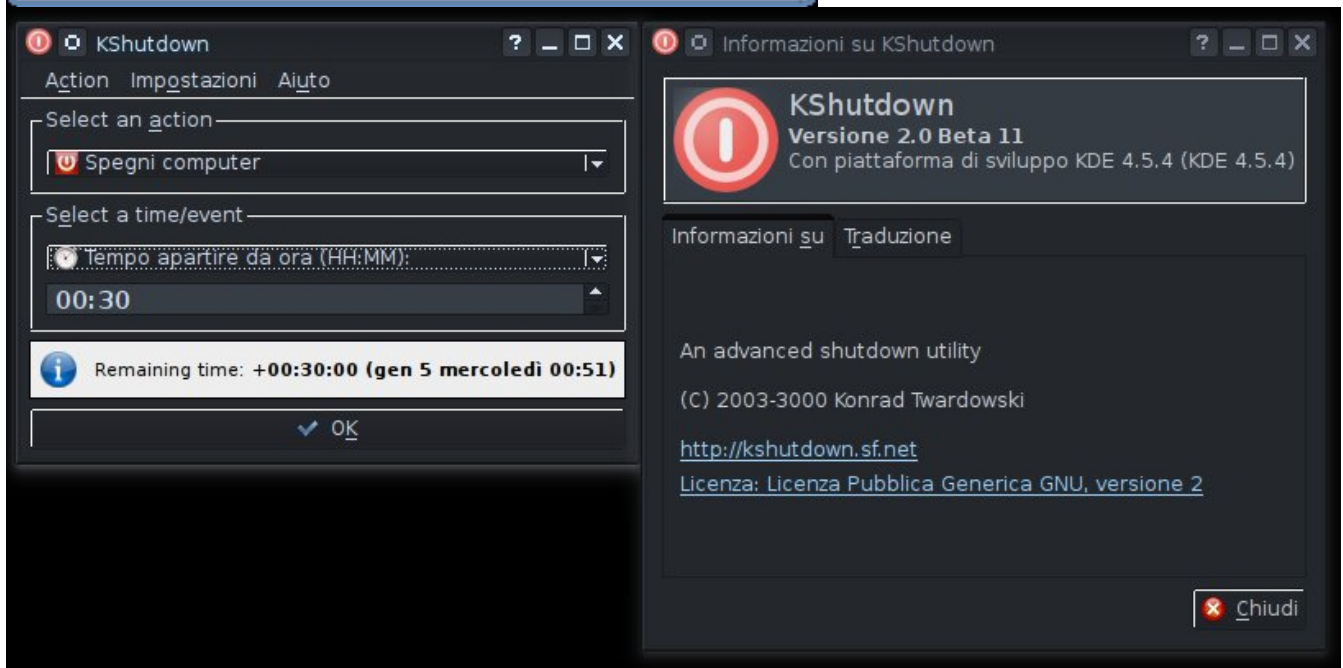 KShutdown
Action Impostazioni Aiuto
Select an action
Spegni computer
Select a time/event
Tempo apartire da ora (HH:MM):
00:30
Remaining time: +00:30:00 (gen 5 mercoledì 00:51)
OK
Informazioni su KShutdown
KShutdown
Versione 2.0 Beta 11
Con piattaforma di sviluppo KDE 4.5.4 (KDE 4.5.4)
Informazioni su Traduzione
An advanced shutdown utility
(C) 2003-3000 Konrad Twardowski
http://kshutdown.sf.net
Licenza: Licenza Pubblica Generica GNU, versione 2
Chiudi